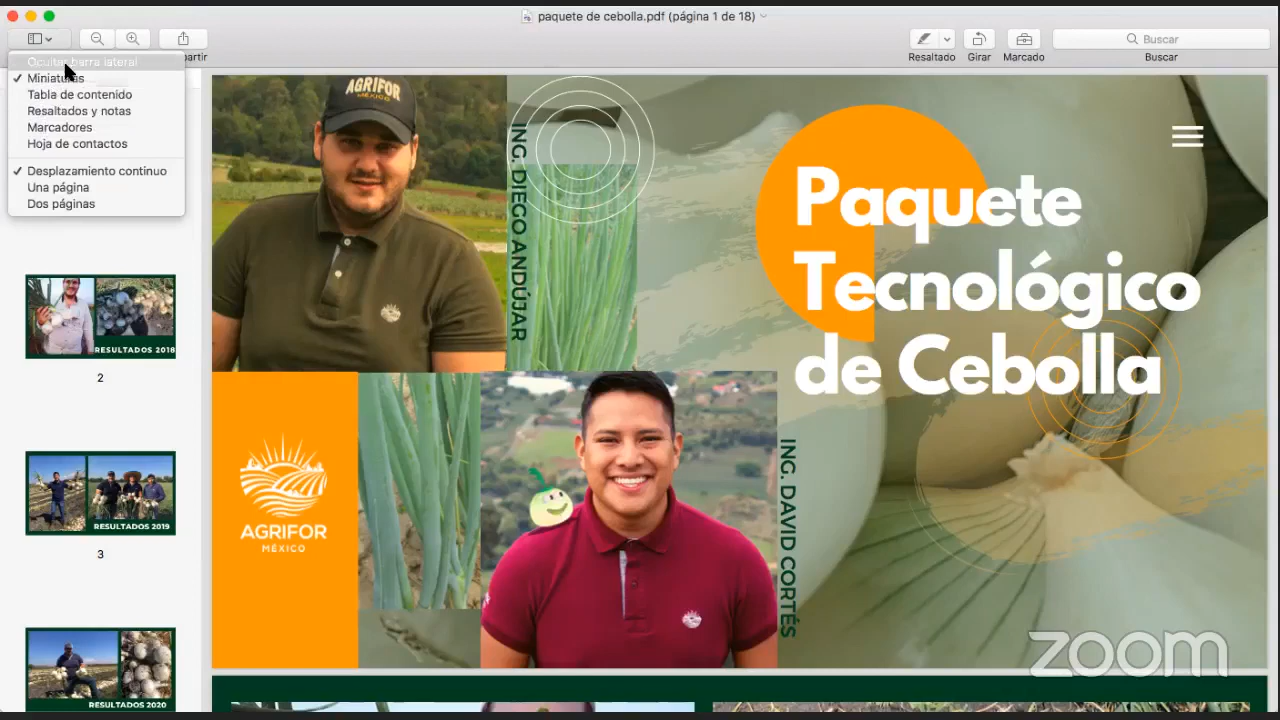 paquete de cebolla.pdf (página 1 de 18)
Buscar
Resaltado
Girar
Marcado
Buscar
Ocultar barra lateral
✓ Miniaturas
Tabla de contenido
Resaltados y notas
Marcadores
Hoja de contactos
✓ Desplazamiento continuo
Una página
Dos páginas
RESULTADOS 2018
2
RESULTADOS 2019
3
RESULTADOS 2020
AGRIFOR
MÉXICO
ING. DIEGO ANDÚJAR
Paquete
Tecnológico
de Cebolla
AGRIFOR
MÉXICO
ING. DAVID CORTÉS
zoom